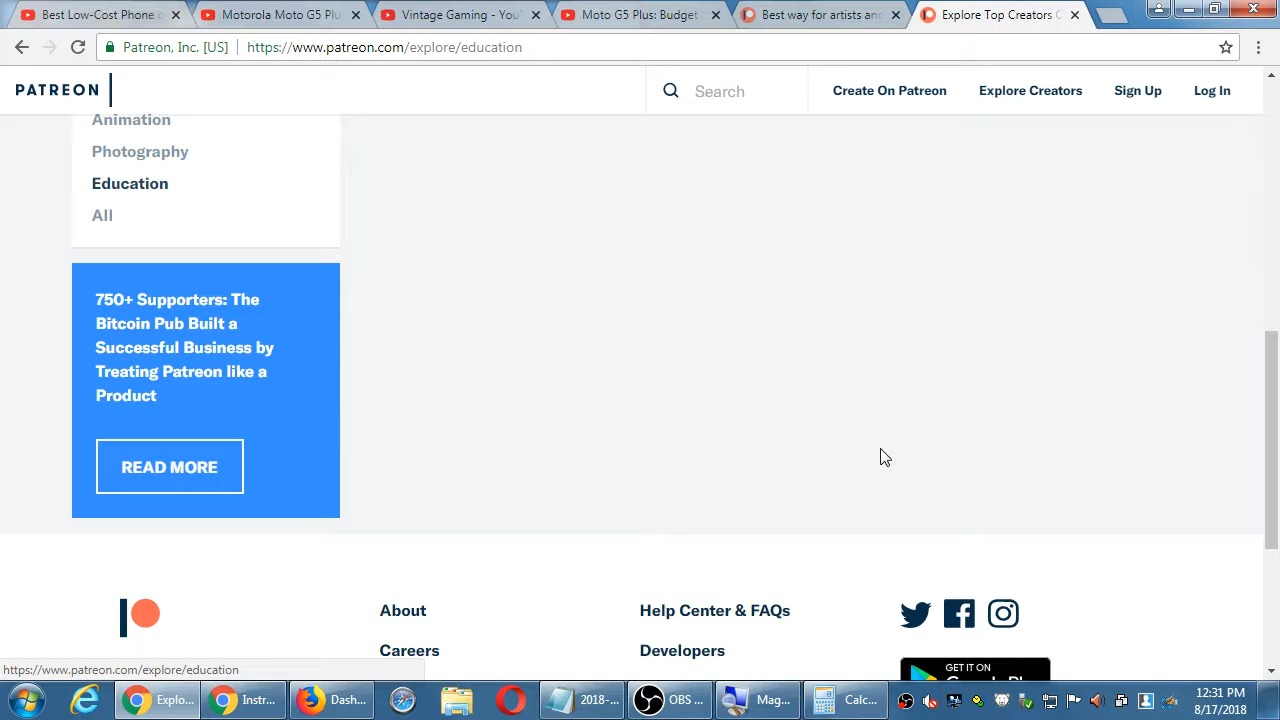 Best Low-Cost Phone o
Motorola Moto G5 Plu
Vintage Gaming - You
Moto G5 Plus: Budget
Best way for artists and
Explore Top Creators C
Patreon, Inc. [US]
https://www.patreon.com/explore/education
PATREON
Search
Create On Patreon
Explore Creators
Sign Up
Log In
Animation
Photography
Education
All
750+ Supporters: The
Bitcoin Pub Built a
Successful Business by
Treating Patreon like a
Product
READ MORE
About
Help Center & FAQs
Careers
Developers
GET IT ON
https://www.patreon.com/explore/education
Explo...
Instr...
Dash...
2018-...
OBS ...
Mag...
Calc...
12:31 PM
8/17/2018